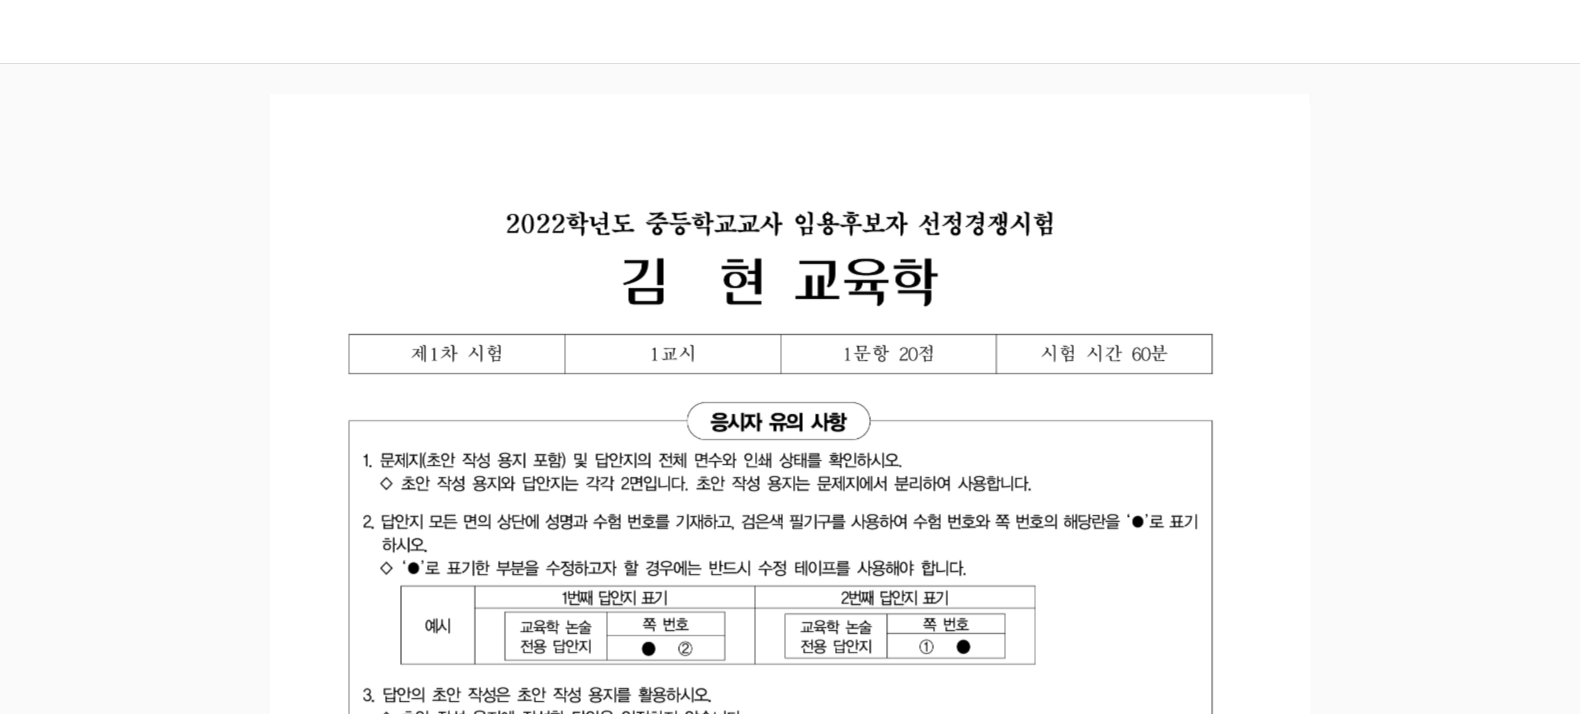 2022학년도 중등학교교사 임용후보자 선정경쟁시험
김 현 교육학
제1차 시험 1교시 1문항 20점 시험 시간 60분
응시자 유의 사항
1. 문제지(초안 작성 용지 포함) 및 답안지의 전체 면수와 인쇄 상태를 확인하시오.
◇ 초안 작성 용지와 답안지는 각각 2면입니다. 초안 작성 용지는 문제지에서 분리하여 사용합니다.
2. 답안지 모든 면의 상단에 성명과 수험 번호를 기재하고, 검은색 필기구를 사용하여 수험 번호와 쪽 번호의 해당란을 ‘●’로 표기
하시오.
◇ ‘●’로 표기한 부분을 수정하고자 할 경우에는 반드시 수정 테이프를 사용해야 합니다.
예시
1번째 답안지 표기 2번째 답안지 표기
교육학 논술 쪽 번호 교육학 논술 쪽 번호
전용 답안지 ● ② 전용 답안지 ① ●
3. 답안의 초안 작성은 초안 작성 용지를 활용하시오.